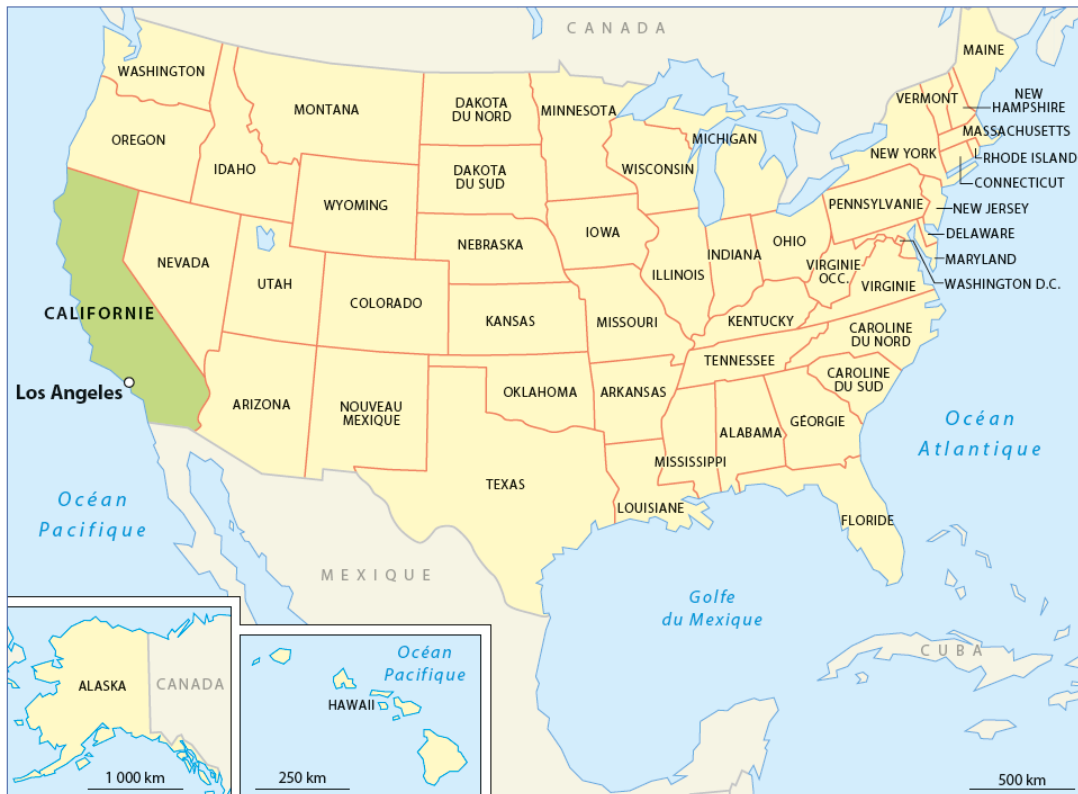 CANADA
MAINE
WASHINGTON
MONTANA
DAKOTA
DU NORD
MINNESOTA
VERMONT
NEW
HAMPSHIRE
OREGON
MICHIGAN
MASSACHUSETTS
IDAHO
DAKOTA
DU SUD
WISCONSIN
NEW YORK
RHODE ISLAND
CONNECTICUT
WYOMING
PENNSYLVANIE
NEW JERSEY
NEBRASKA
IOWA
OHIO
DELAWARE
NEVADA
UTAH
ILLINOIS
INDIANA
VIRGINIE
OCC.
MARYLAND
WASHINGTON D.C.
VIRGINIE
COLORADO
CALIFORNIE
KANSAS
MISSOURI
KENTUCKY
CAROLINE
DU NORD
TENNESSEE
CAROLINE
DU SUD
Los Angeles
ARIZONA
NOUVEAU
MEXIQUE
OKLAHOMA
ARKANSAS
ALABAMA
GÉORGIE
Océan
Atlantique
MISSISSIPPI
TEXAS
LOUISIANE
FLORIDE
Océan
Pacifique
MEXIQUE
Golfe
du Mexique
CUBA
ALASKA
CANADA
1 000 km
Océan
Pacifique
HAWAII
250 km
500 km